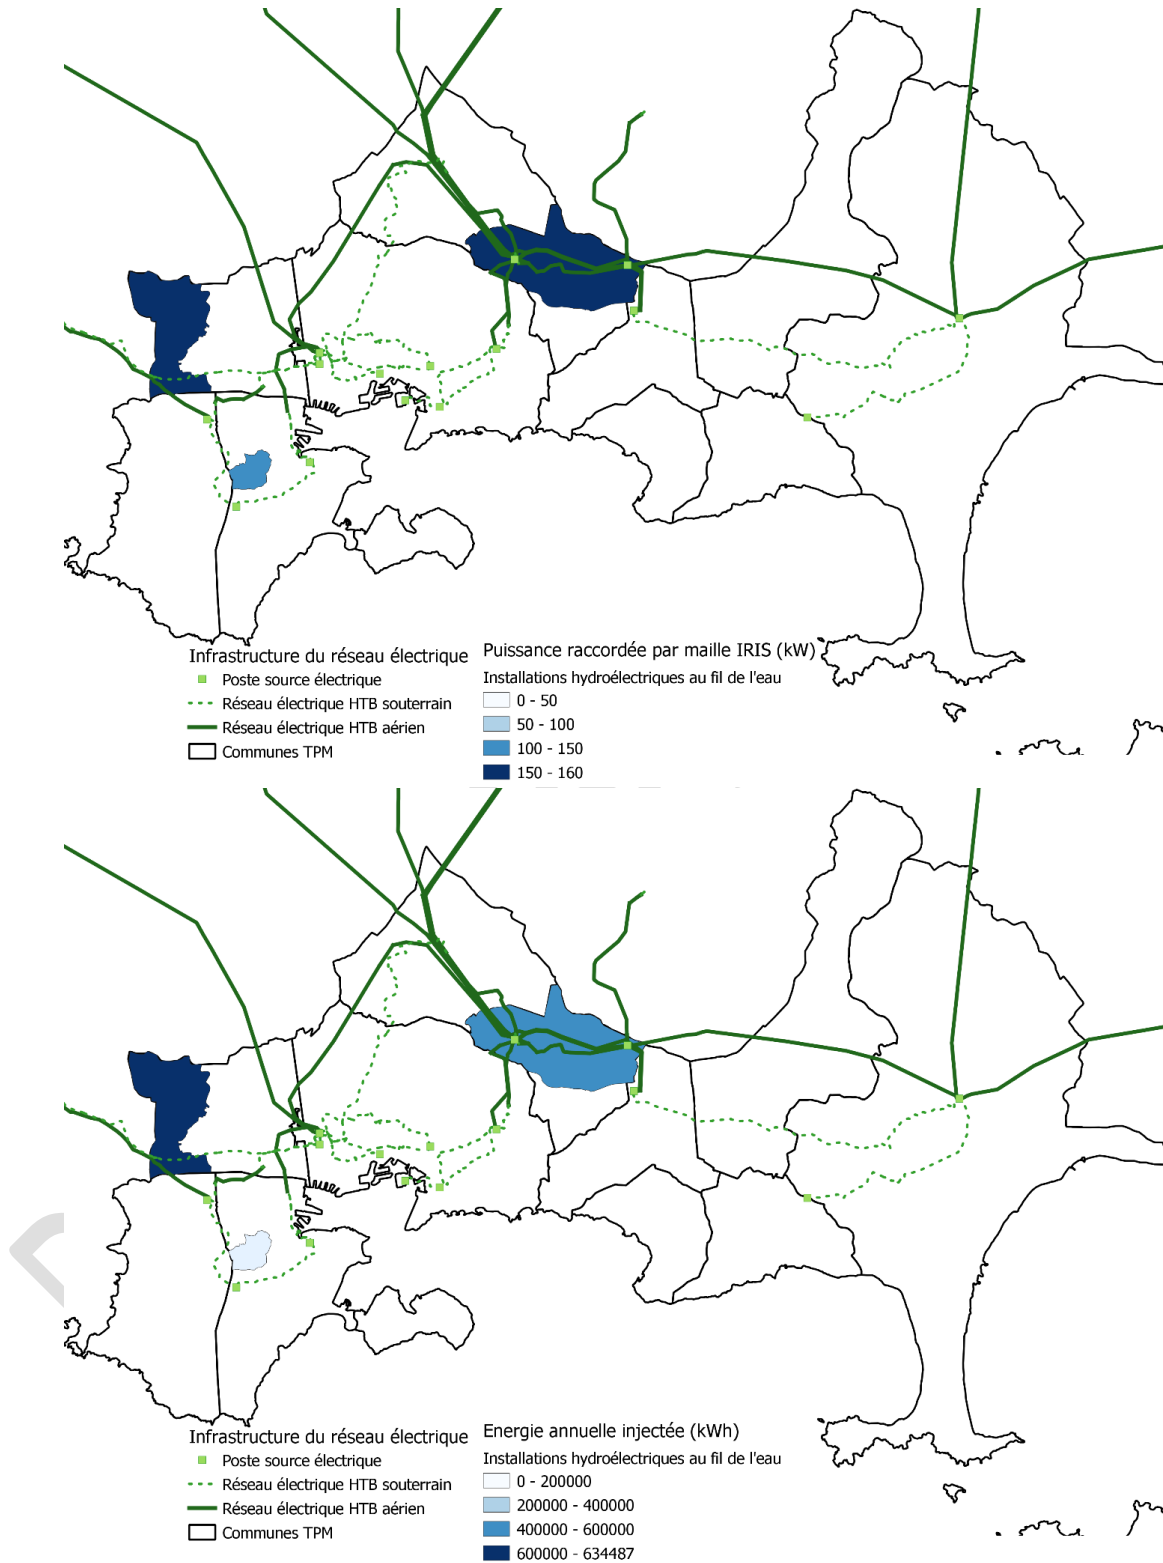 Infrastructure du réseau électrique
Poste source électrique
Réseau électrique HTB souterrain
Réseau électrique HTB aérien
Communes TPM
Puissance raccordée par maille IRIS (kW)
Installations hydroélectriques au fil de l'eau
0 - 50
50 - 100
100 - 150
150 - 160
Infrastructure du réseau électrique
Poste source électrique
Réseau électrique HTB souterrain
Réseau électrique HTB aérien
Communes TPM
Energie annuelle injectée (kWh)
Installations hydroélectriques au fil de l'eau
0 - 200000
200000 - 400000
400000 - 600000
600000 - 634487